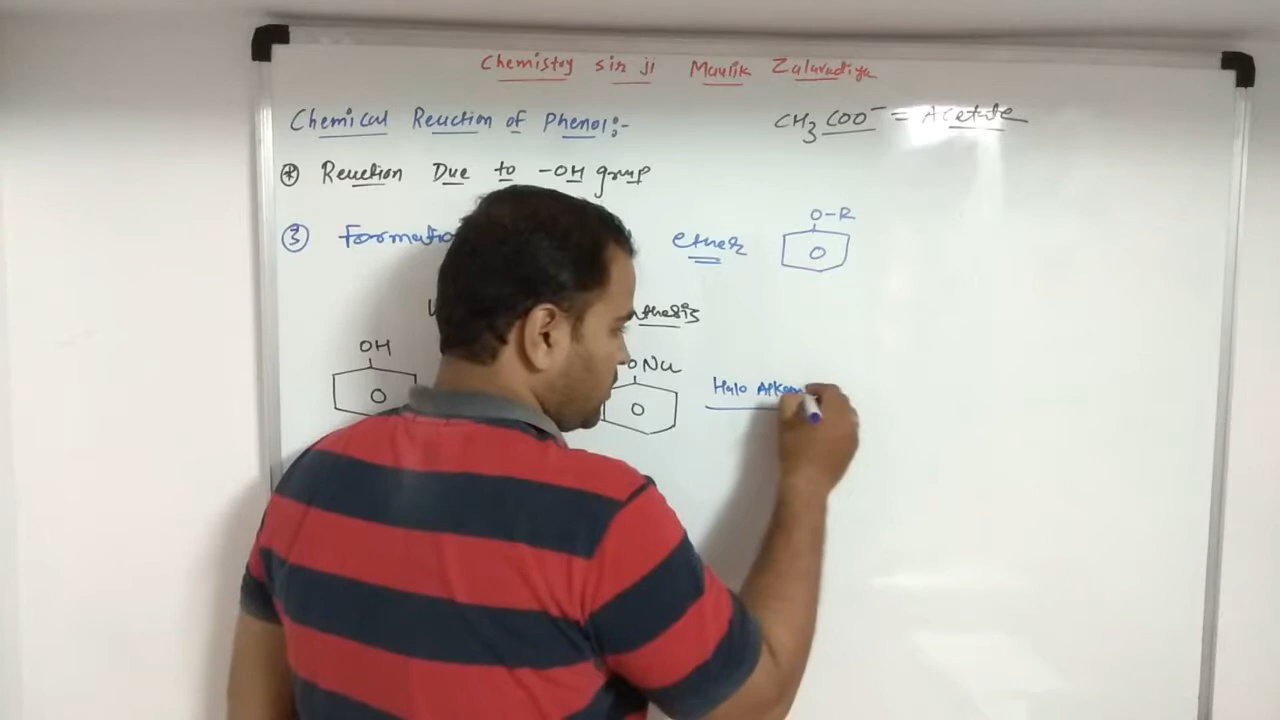 Chemistry sir ji Maulik Zalavadiya
Chemical Reaction of Phenol:-
CH3COO⁻ = Acetate
* Reaction Due to -OH group
3 formatio
ether
O-R
OH
ONa
Halo Alkan